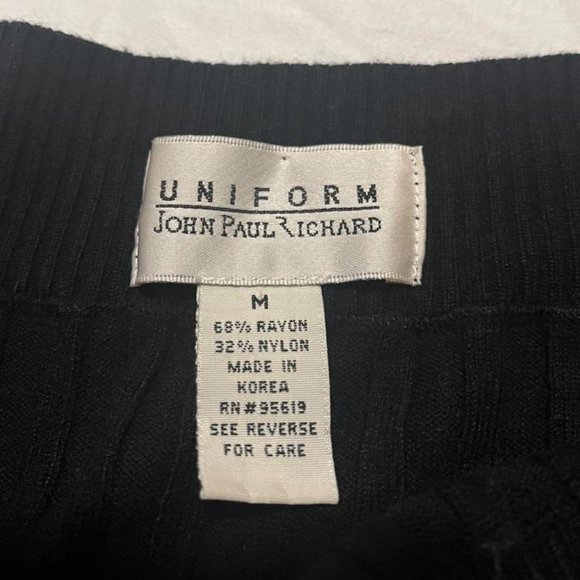 UNIFORM
JOHN PAUL RICHARD
M
68% RAYON
32% NYLON
MADE IN
KOREA
RN#95619
SEE REVERSE
FOR CARE